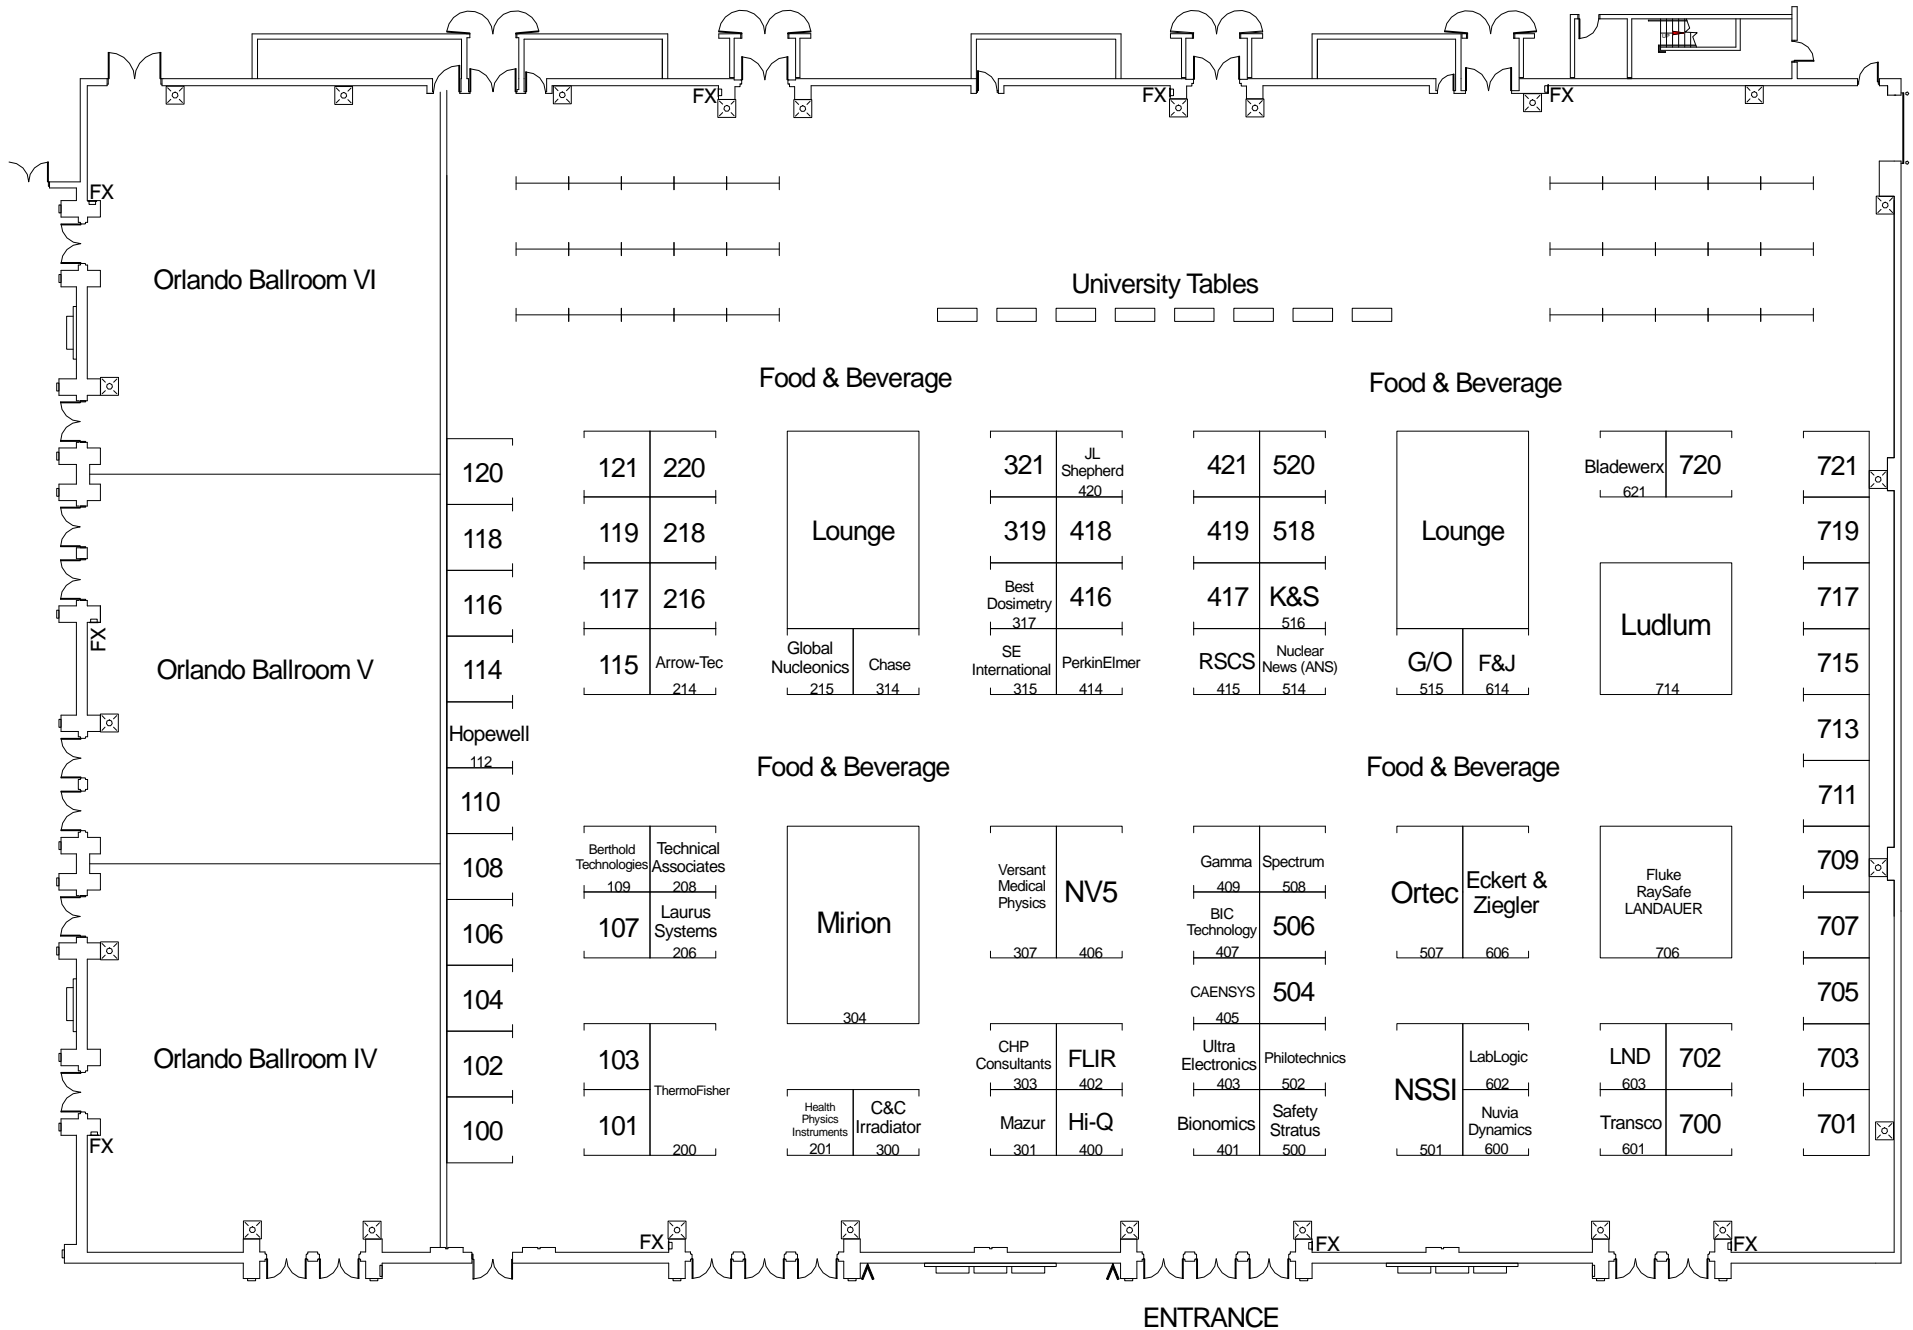 FX
FX
FX
FX
Orlando Ballroom VI
University Tables
Food & Beverage
Food & Beverage
120
121
220
Lounge
321
JL
Shepherd
420
421
520
Lounge
Bladewerx
621
720
721
118
119
218
319
418
419
518
719
116
117
216
Best
Dosimetry
317
416
417
K&S
516
Ludlum
714
717
FX
Orlando Ballroom V
114
115
Arrow-Tec
214
Global
Nucleonics
215
Chase
314
SE
International
315
PerkinElmer
414
RSCS
415
Nuclear
News (ANS)
514
G/O
515
F&J
614
715
Hopewell
112
713
Food & Beverage
Food & Beverage
110
711
108
Berthold
Technologies
109
Technical
Associates
208
Mirion
304
Versant
Medical
Physics
307
NV5
406
Gamma
409
Spectrum
508
Ortec
507
Eckert &
Ziegler
606
Fluke
RaySafe
LANDAUER
706
709
106
107
Laurus
Systems
206
BIC
Technology
407
506
707
104
CAENSYS
405
504
705
Orlando Ballroom IV
102
103
ThermoFisher
200
CHP
Consultants
303
FLIR
402
Ultra
Electronics
403
Philotechnics
502
NSSI
501
LabLogic
602
LND
603
702
703
FX
100
101
Health
Physics
Instruments
201
C&C
Irradiator
300
Mazur
301
Hi-Q
400
Bionomics
401
Safety
Stratus
500
Nuvia
Dynamics
600
Transco
601
700
701
FX
FX
FX
ENTRANCE